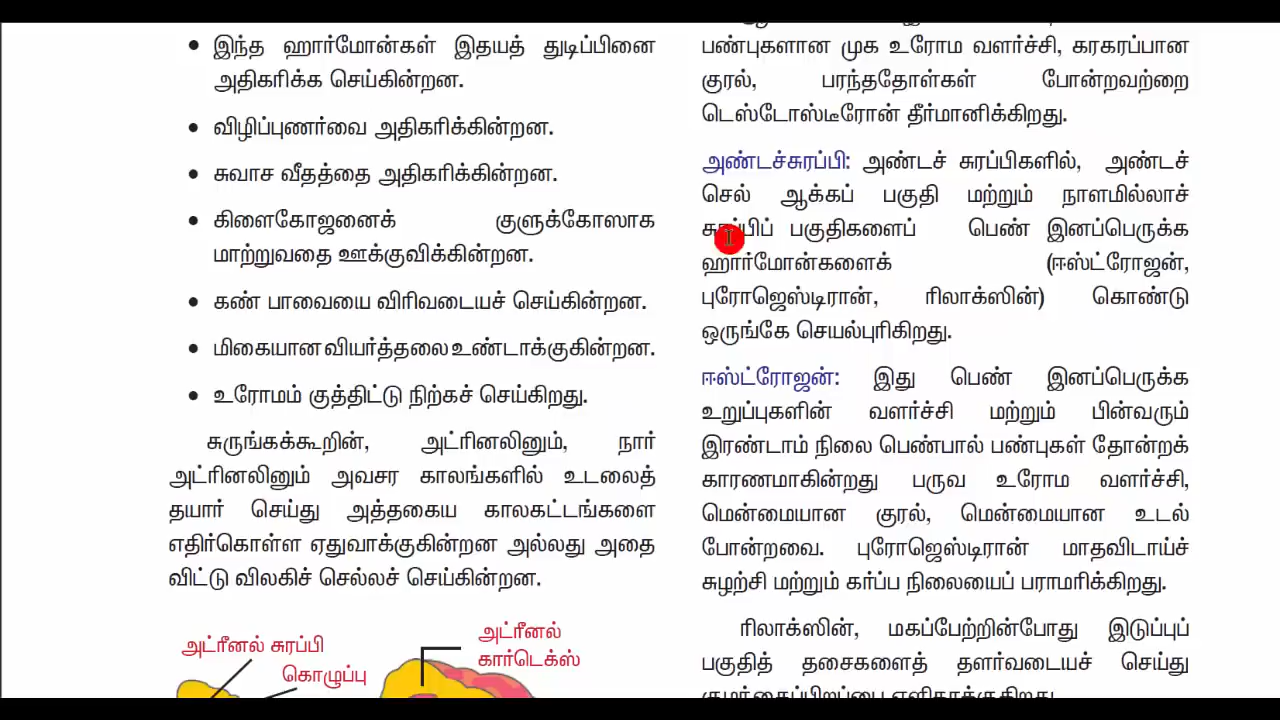 இந்த ஹார்மோன்கள் இதயத் துடிப்பினை
அதிகரிக்க செய்கின்றன.
விழிப்புணர்வை அதிகரிக்கின்றன.
சுவாச வீதத்தை அதிகரிக்கின்றன.
கிளைகோஜனைக் குளுக்கோஸாக
மாற்றுவதை ஊக்குவிக்கின்றன.
கண் பாவையை விரிவடையச் செய்கின்றன.
மிகையான வியர்த்தலை உண்டாக்குகின்றன.
உரோமம் குத்திட்டு நிற்கச் செய்கிறது.
சுருங்கக்கூறின், அட்ரினலினும், நார்
அட்ரினலினும் அவசர காலங்களில் உடலைத்
தயார் செய்து அத்தகைய காலகட்டங்களை
எதிர்கொள்ள ஏதுவாக்குகின்றன அல்லது அதை
விட்டு விலகிச் செல்லச் செய்கின்றன.
அட்ரீனல் சுரப்பி
கொழுப்பு
அட்ரீனல்
கார்டெக்ஸ்
பண்புகளான முக உரோம வளர்ச்சி, கரகரப்பான
குரல், பரந்ததோள்கள் போன்றவற்றை
டெஸ்டோஸ்டீரோன் தீர்மானிக்கிறது.
அண்டச்சுரப்பி: அண்டச் சுரப்பிகளில், அண்டச்
செல் ஆக்கப் பகுதி மற்றும் நாளமில்லாச்
பகுதிகளைப் பெண் இனப்பெருக்க
ஹார்மோன்களைக் (ஈஸ்ட்ரோஜன்,
புரோஜெஸ்டிரான், ரிலாக்ஸின்) கொண்டு
ஒருங்கே செயல்புரிகிறது.
ஈஸ்ட்ரோஜன்: இது பெண் இனப்பெருக்க
உறுப்புகளின் வளர்ச்சி மற்றும் பின்வரும்
இரண்டாம் நிலை பெண்பால் பண்புகள் தோன்றக்
காரணமாகின்றது பருவ உரோம வளர்ச்சி,
மென்மையான குரல், மென்மையான உடல்
போன்றவை. புரோஜெஸ்டிரான் மாதவிடாய்ச்
சுழற்சி மற்றும் கர்ப்ப நிலையைப் பராமரிக்கிறது.
ரிலாக்ஸின், மகப்பேற்றின்போது இடுப்புப்
பகுதித் தசைகளைத் தளர்வடையச் செய்து